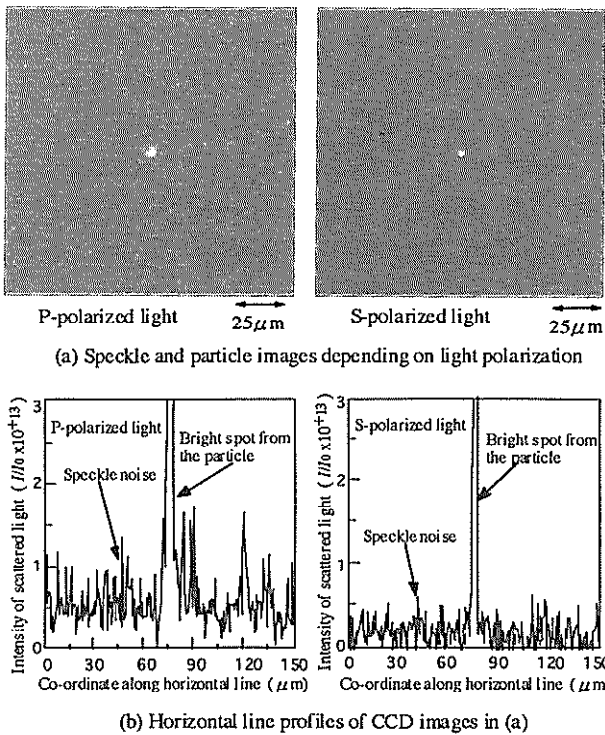 P-polarized light
25μm
S-polarized light
25μm
(a) Speckle and particle images depending on light polarization
Intensity of scattered light ( I/Io x10+13)
3
2
1
0
P-polarized light
Bright spot from
the particle
Speckle noise
0 30 60 90 120 150
Co-ordinate along horizontal line ( μm)
Intensity of scattered light ( I/Io x10+13)
3
2
1
0
S-polarized light
Bright spot from
the particle
Speckle noise
0 30 60 90 120 150
Co-ordinate along horizontal line ( μm)
(b) Horizontal line profiles of CCD images in (a)